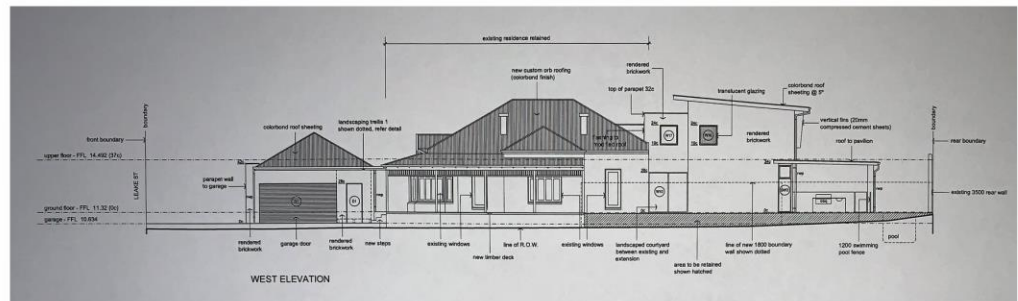 existing residence retained
rendered
brickwork
new custom orb roofing
(colorbond finish)
top of parapet 32c
translucent glazing
colorbond roof
sheeting @ 5°
boundary
boundary
landscaping trellis 1
shown dotted, refer detail
colorbond roof sheeting
front boundary
vertical fins (20mm
compressed cement sheets)
rendered
brickwork
roof to pavilion
rear boundary
upper floor - FFL 14.492 (37c)
parapet wall
to garage
LEAKE ST
existing 3500 rear wall
ground floor - FFL 11.32 (0c)
rendered
brickwork
garage door
rendered
brickwork
new steps
existing windows
new timber deck
line of R.O.W.
existing windows
landscaped courtyard
between existing and
extension
area to be retained
shown hatched
line of new 1800 boundary
wall shown dotted
1200 swimming
pool fence
pool
WEST ELEVATION